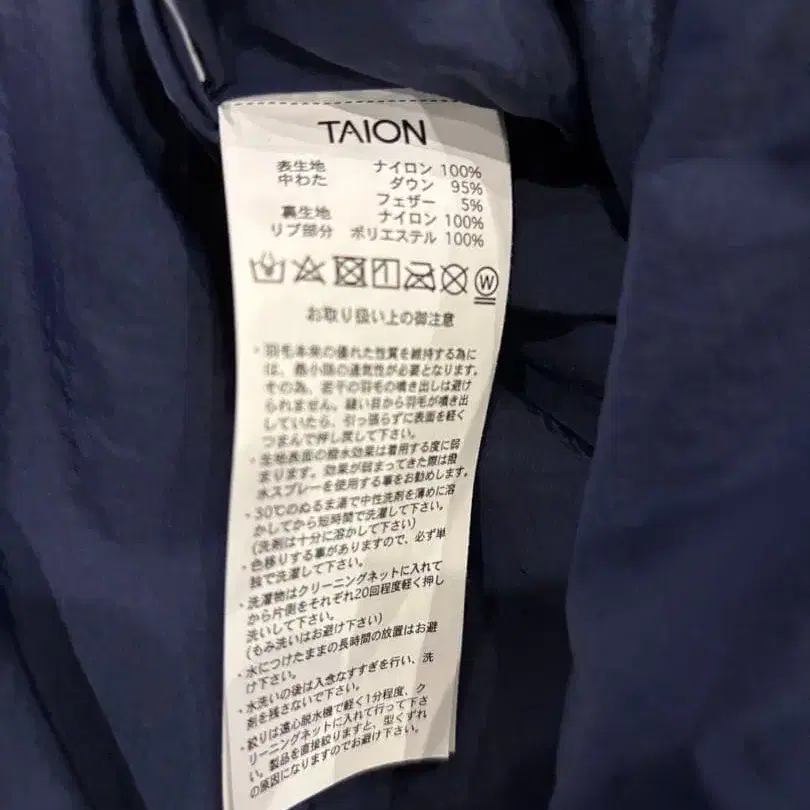 TAION
表生地 ナイロン 100%
中わた ダウン 95%
フェザー 5%
裏生地 ナイロン 100%
リブ部分 ポリエステル 100%
W
お取り扱い上の御注意
・羽毛本来の優れた性質を維持する為に
は、最小限の通気性が必要となります。
その為、若干の羽毛の噴き出しは避け
られません。縫い目から羽毛が噴き出
していたら、引っ張らずに表面を軽く
つまんで押し戻して下さい。
・生地表面の撥水効果は着用する度に弱
まります。効果が弱まってきた際は撥
水スプレーを使用する事をお勧めします。
・30℃のぬるま湯で中性洗剤を薄めに溶
かしてから短時間で洗濯して下さい。
(洗剤は十分に溶かして下さい)
・色移りする事がありますので、必ず単
独で洗濯して下さい。
・洗濯物はクリーニングネットに入れて
から片側をそれぞれ20回程度軽く押し
洗いして下さい。
(もみ洗いはお避け下さい)
・水につけたままの長時間の放置はお避
け下さい。
・水洗いの後は入念なすすぎを行い、洗
剤を残さないで下さい。
・絞りは遠心脱水機で軽く1分程度、ク
リーニングネットに入れて行って下さ
い。製品を直接絞りますと、型くずれ
の原因になりますのでお避け下さい。